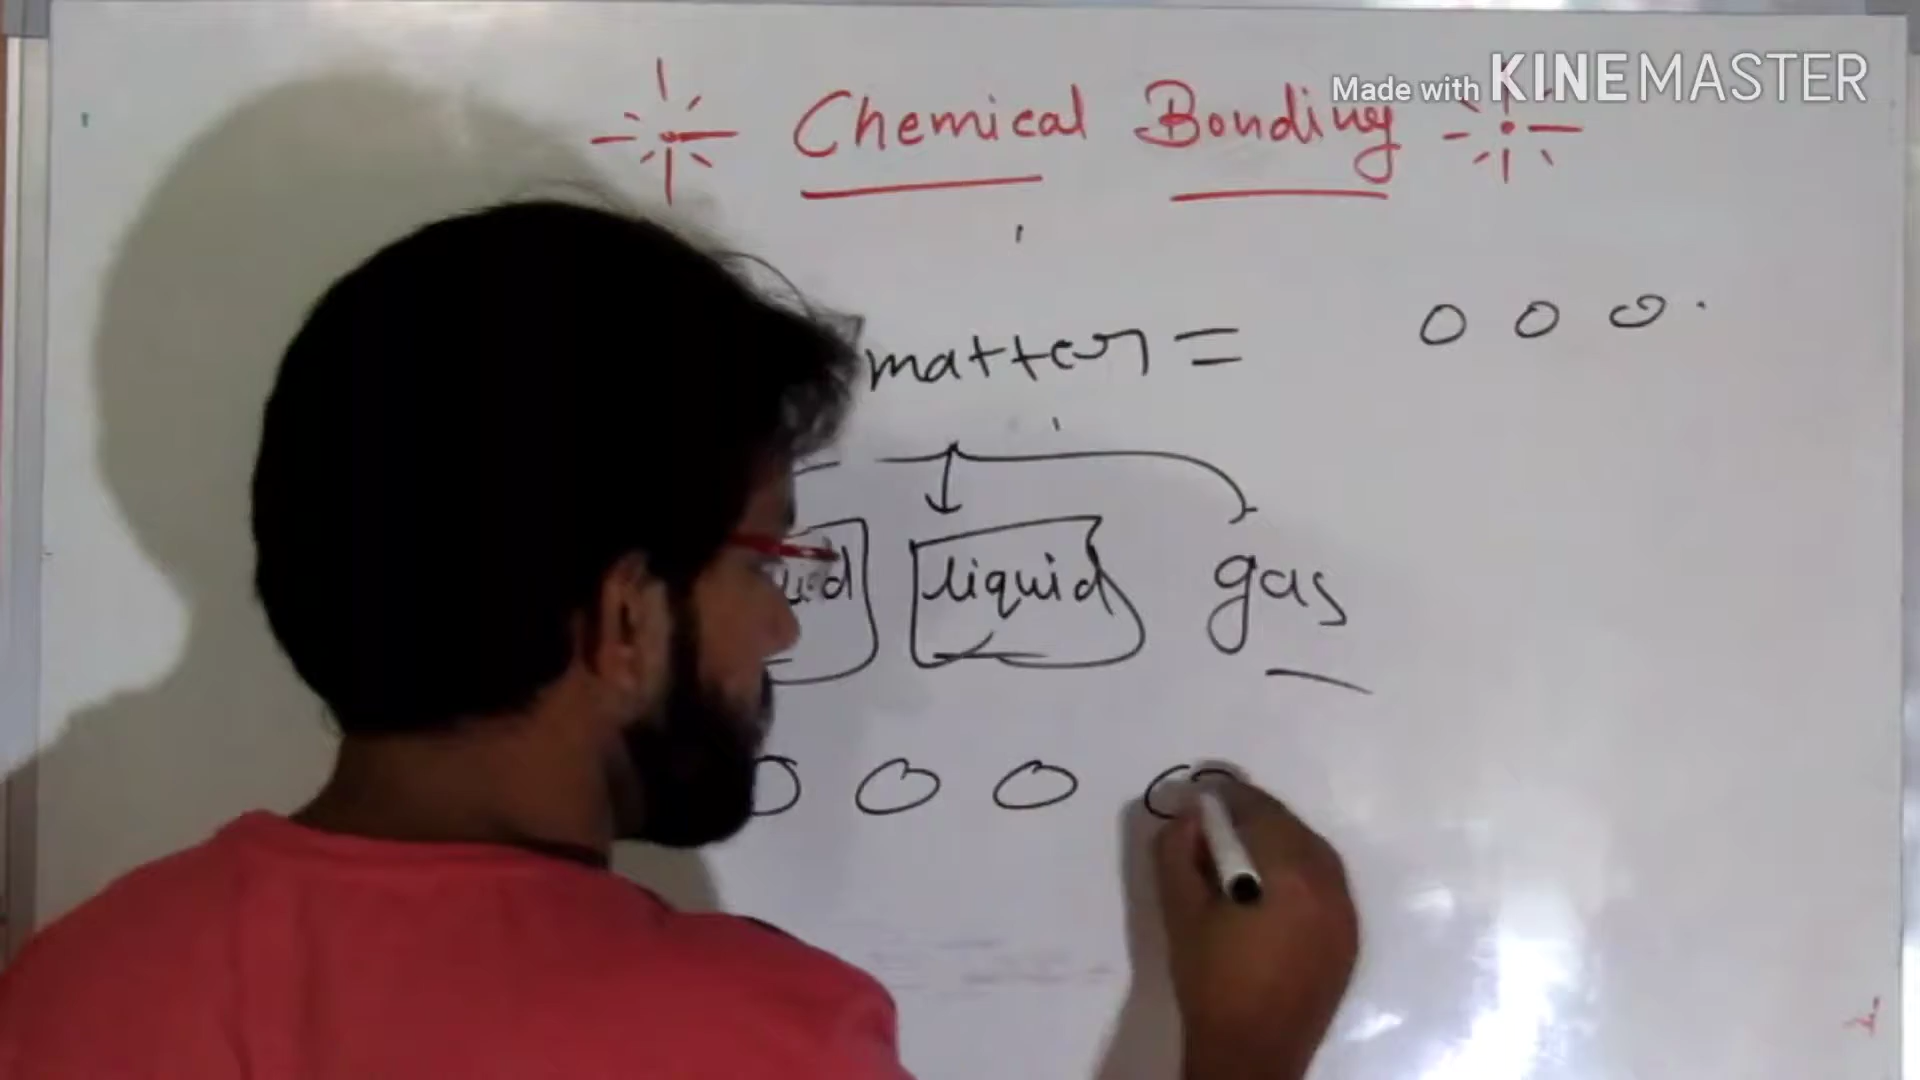 Made with KINEMASTER
Chemical Bonding
matter =
liquid gas